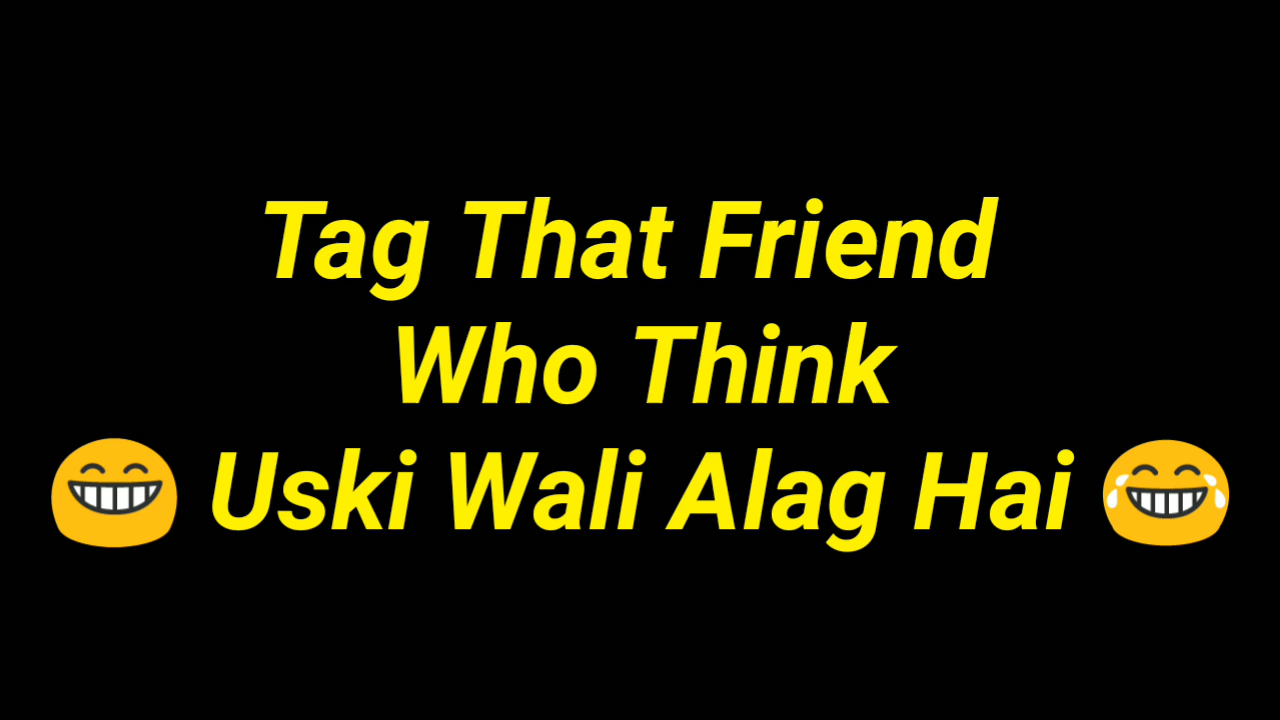 Tag That Friend
Who Think
😁 Uski Wali Alag Hai 😂